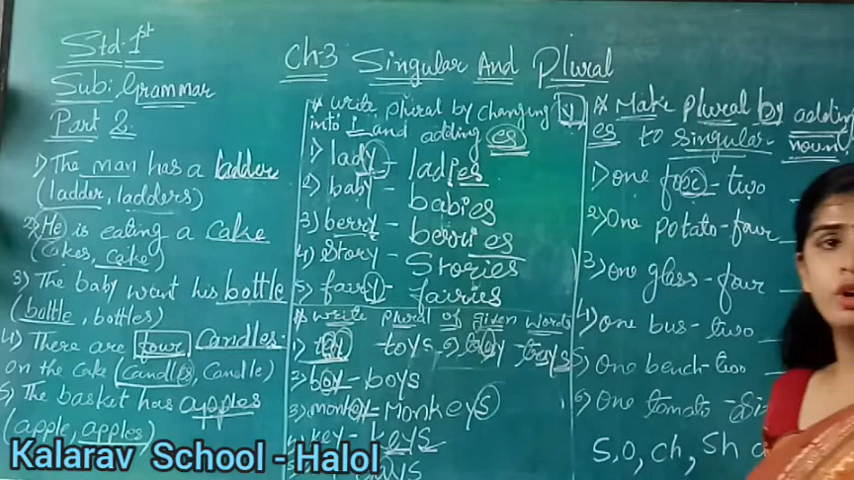 Std-1st
Sub:, Grammar
Part 2
Ch-3 Singular And Plural
1) The man has a ladder
(ladder, ladders)
2) He is eating a cake
(cakes, cake)
3) The baby want his bottle
(bottle, bottles)
4) There are four candles
on the cake (candles, candle)
5) The basket has apples
(apple, apples)
* write plural by changing "y"
into i and adding es
1) lady - ladies
2) baby - babies
3) berry - berries
4) Story - Stories
5) fairy - fairies
* write plural of given words
1) toy toys 6) tray - trays
2) boy - boys
3) monkey - Monkeys
4. key - keys
* Make plural by adding
es to singular noun
1) one fox - two
2) One potato - four
3) one glass - four
4) one bus - two
5) One bench - two
6) One tomato -
S, O, ch, Sh
Kalarav School - Halol